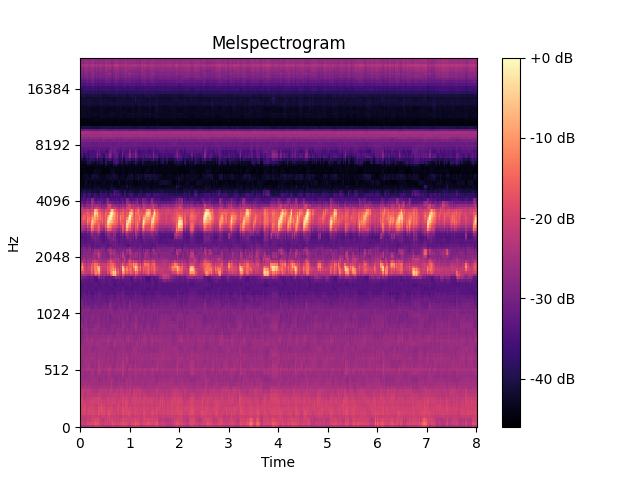 Melspectrogram
16384
8192
4096
2048
1024
512
0
Hz
0 1 2 3 4 5 6 7 8
Time
+0 dB
-10 dB
-20 dB
-30 dB
-40 dB